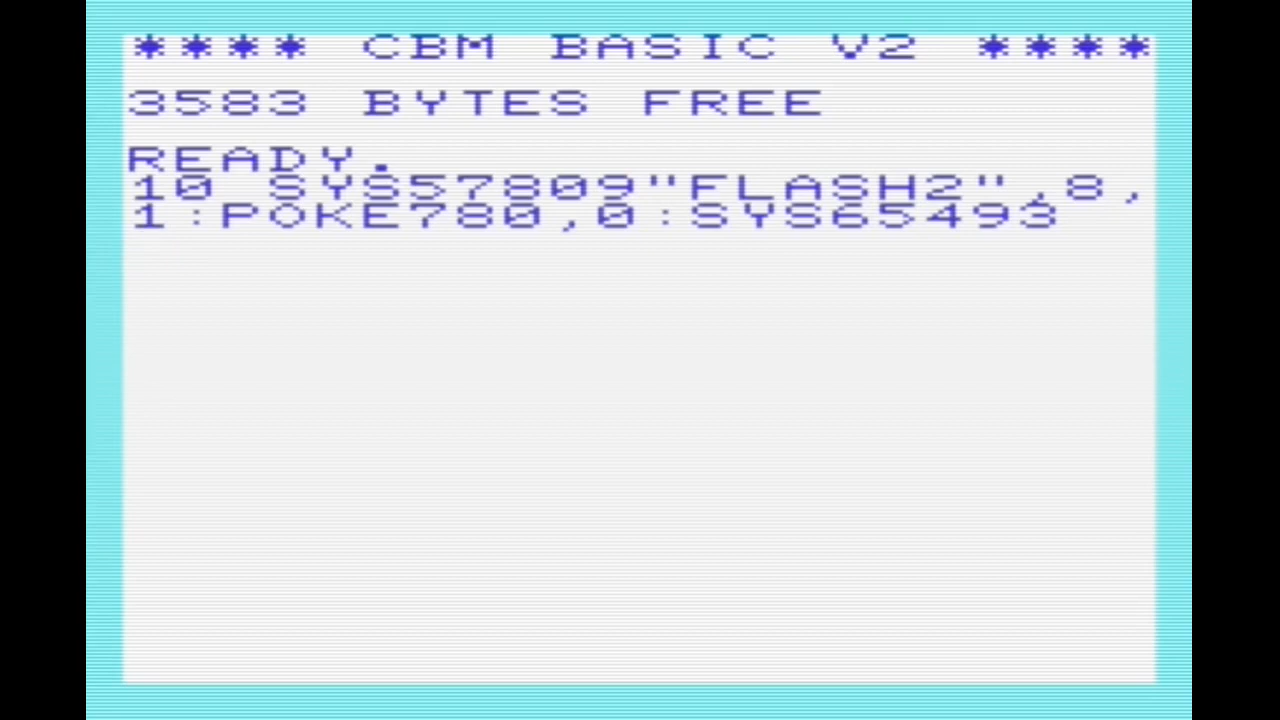 **** CBM BASIC V2 ****
3583 BYTES FREE
READY.
10 SYS57809"FLASH2",8,
1:POKE780,0:SYS65493